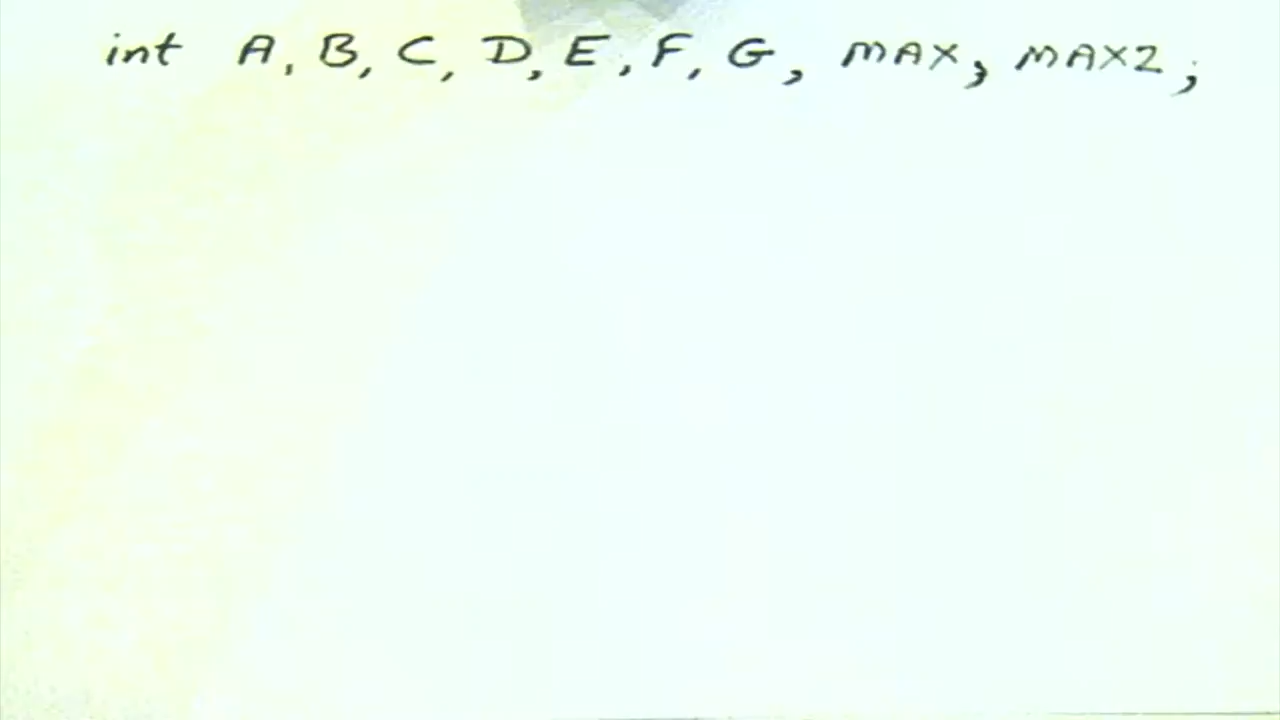 int A, B, C, D, E, F, G, MAX, MAX2;